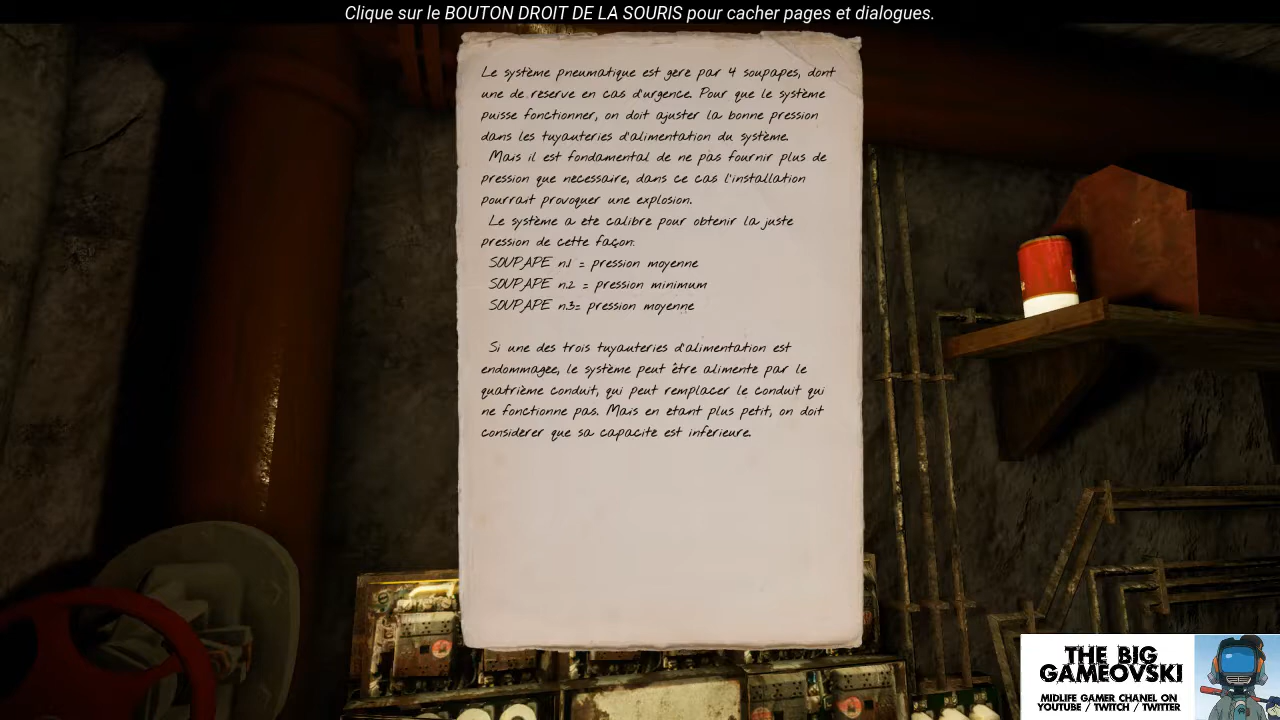 Clique sur le BOUTON DROIT DE LA SOURIS pour cacher pages et dialogues.
Le système pneumatique est gere par 4 soupapes, dont
une de reserve en cas d'urgence. Pour que le système
puisse fonctionner, on doit ajuster la bonne pression
dans les tuyauteries d'alimentation du système.
Mais il est fondamental de ne pas fournir plus de
pression que necessaire, dans ce cas l'installation
pourrait provoquer une explosion.
Le système a ete calibre pour obtenir la juste
pression de cette façon:
SOUPAPE n.1 = pression moyenne
SOUPAPE n.2 = pression minimum
SOUPAPE n.3= pression moyenne
Si une des trois tuyauteries d'alimentation est
endommagee, le système peut être alimente par le
quatrième conduit, qui peut remplacer le conduit qui
ne fonctionne pas. Mais en etant plus petit, on doit
considerer que sa capacite est inferieure.
THE BIG
GAMEOVSKI
MIDLIFE GAMER CHANEL ON
YOUTUBE / TWITCH / TWITTER